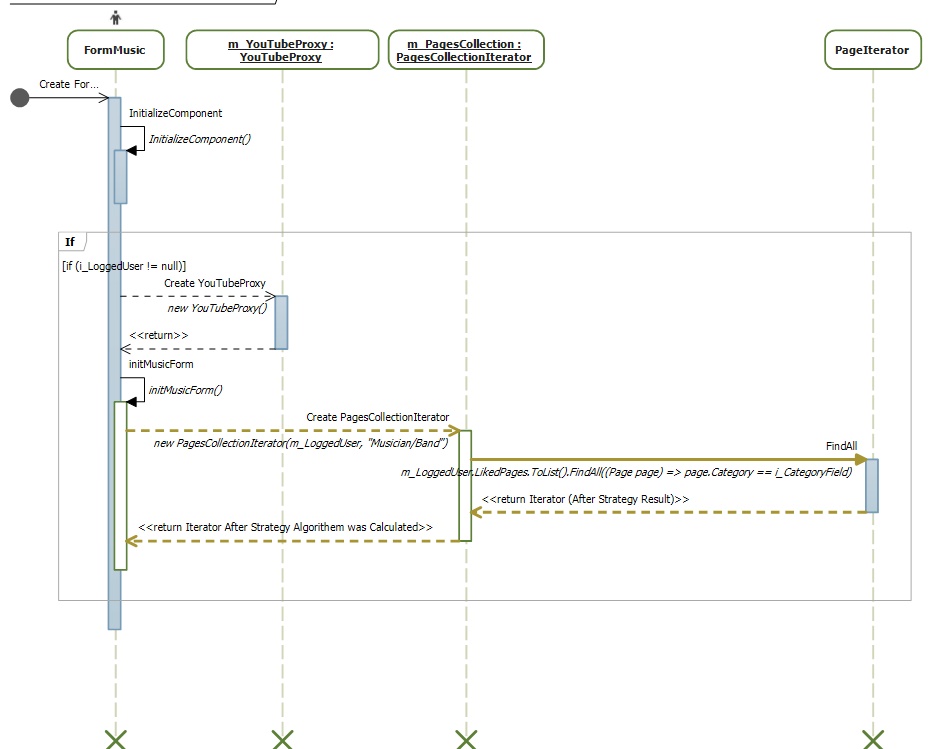 FormMusic
m_YouTubeProxy :
YouTubeProxy
m_PagesCollection :
PagesCollectionIterator
PageIterator
Create For...
InitializeComponent
InitializeComponent()
If
[if (i_LoggedUser != null)]
Create YouTubeProxy
new YouTubeProxy()
<<return>>
initMusicForm
initMusicForm()
Create PagesCollectionIterator
new PagesCollectionIterator(m_LoggedUser, "Musician/Band")
FindAll
m_LoggedUser.LikedPages.ToList().FindAll((Page page) => page.Category == i_CategoryField)
<<return Iterator (After Strategy Result)>>
<<return Iterator After Strategy Algorithem was Calculated>>